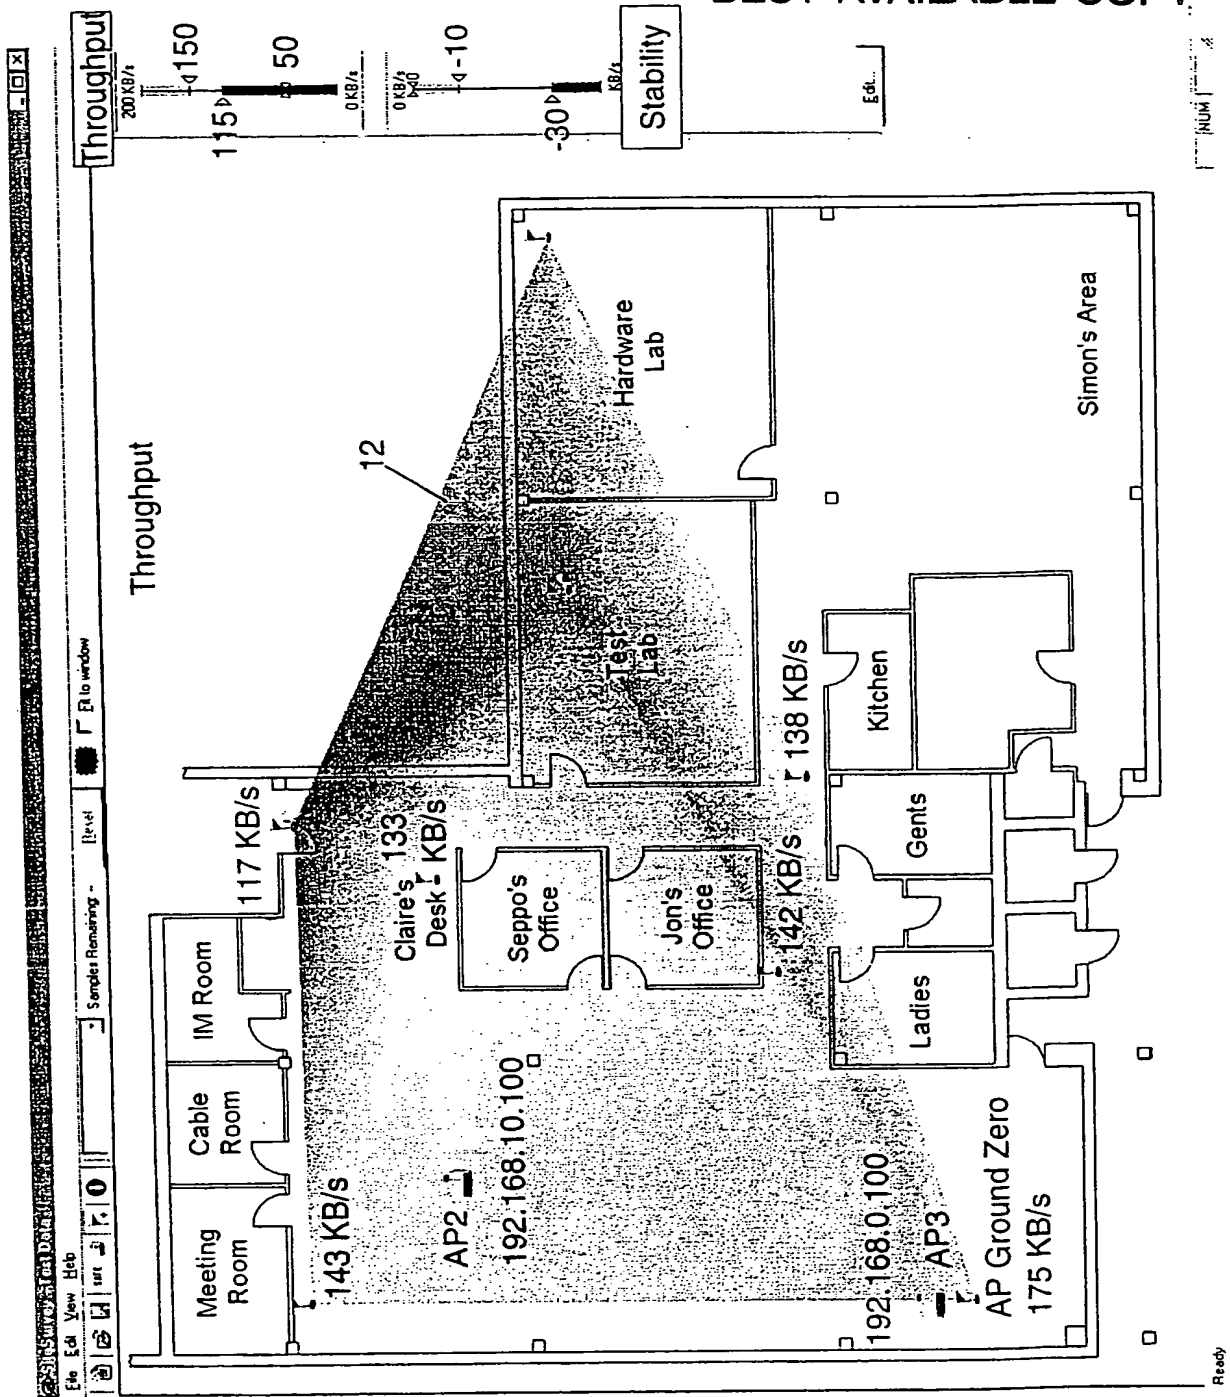 File Edit View Help
Samples Remaining: --
Reset
Fit to window
Throughput
Throughput
200 KB/s
150
115
50
0 KB/s
0 KB/s
-10
-30
KB/s
Stability
Edit...
Meeting
Room
Cable
Room
IM Room
117 KB/s
12
143 KB/s
133
KB/s
Claire's
Desk
AP2
192.168.10.100
Seppo's
Office
Jon's
Office
Test
Lab
Hardware
Lab
142 KB/s
138 KB/s
192.168.0.100
AP3
AP Ground Zero
175 KB/s
Ladies
Gents
Kitchen
Simon's Area
Ready
NUM